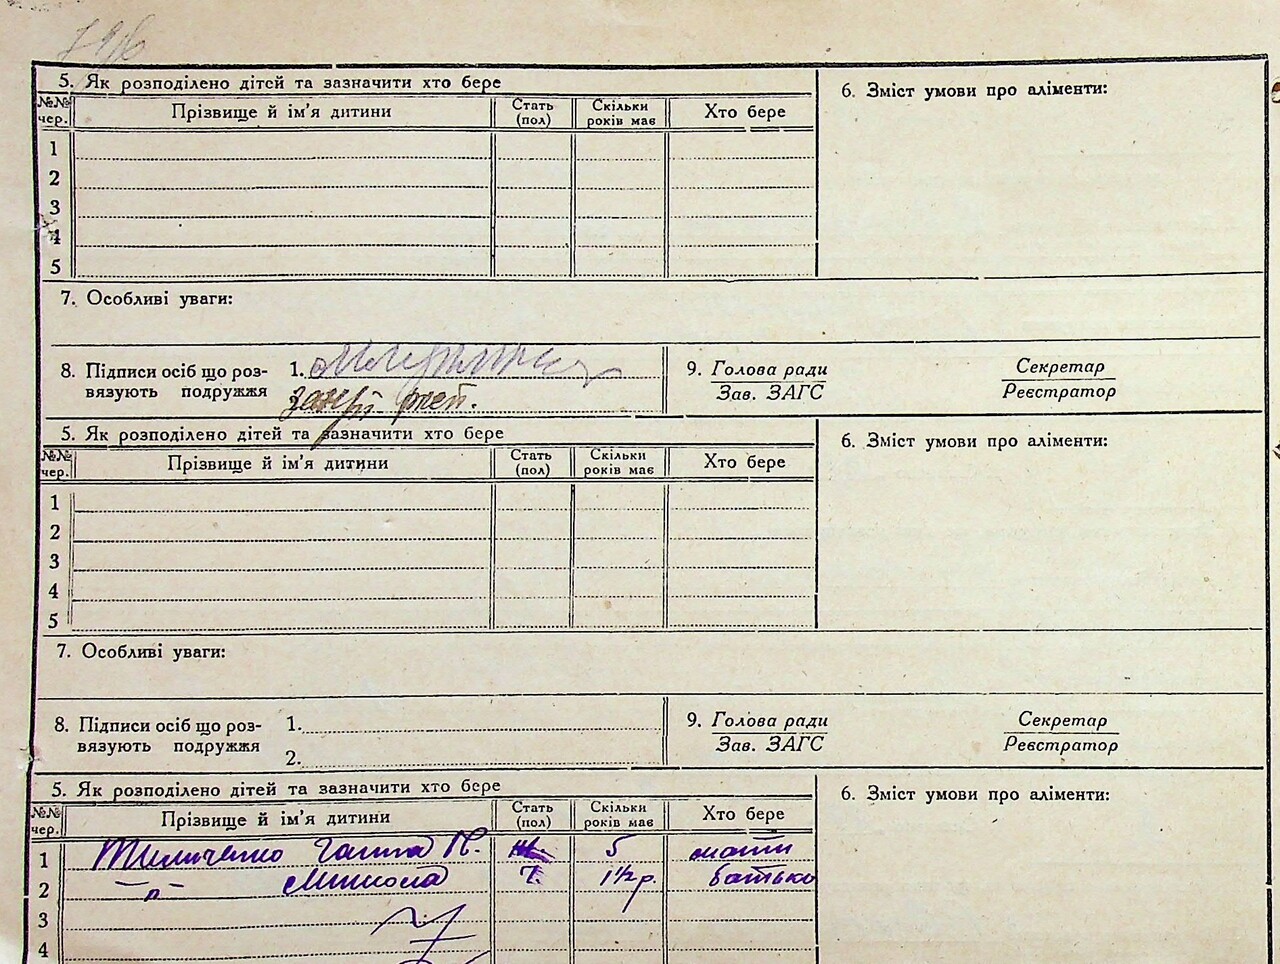 5. Як розподілено дітей та зазначити хто бере
6. Зміст умови про аліменти:
№№ чер. Прізвище й ім'я дитини Стать (пол) Скільки років має Хто бере
1
2
3
4
5
7. Особливі уваги:
8. Підписи осіб що роз- 1.
вязують подружжя
9. Голова ради Секретар
Зав. ЗАГС Реєстратор
5. Як розподілено дітей та зазначити хто бере
6. Зміст умови про аліменти:
№№ чер. Прізвище й ім'я дитини Стать (пол) Скільки років має Хто бере
1
2
3
4
5
7. Особливі уваги:
8. Підписи осіб що роз- 1.
вязують подружжя 2.
9. Голова ради Секретар
Зав. ЗАГС Реєстратор
5. Як розподілено дітей та зазначити хто бере
6. Зміст умови про аліменти:
№№ чер. Прізвище й ім'я дитини Стать (пол) Скільки років має Хто бере
1 Галина 5 мати
2 -"- Микола Ч. 1½ р. батько
3
4